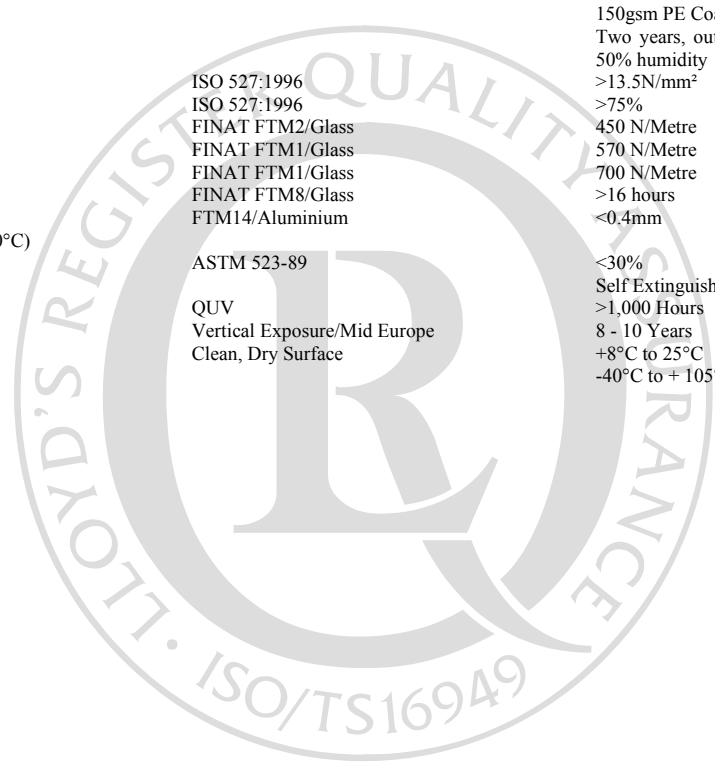 150gsm PE Co
Two years, out
50% humidity
ISO 527:1996 >13.5N/mm²
ISO 527:1996 >75%
FINAT FTM2/Glass 450 N/Metre
FINAT FTM1/Glass 570 N/Metre
FINAT FTM1/Glass 700 N/Metre
FINAT FTM8/Glass >16 hours
FTM14/Aluminium <0.4mm
0°C)
ASTM 523-89 <30%
Self Extinguish
QUV >1,000 Hours
Vertical Exposure/Mid Europe 8 - 10 Years
Clean, Dry Surface +8°C to 25°C
-40°C to + 105°
LLOYD'S REGISTER QUALITY ASSURANCE
LRQ
· ISO/TS16949